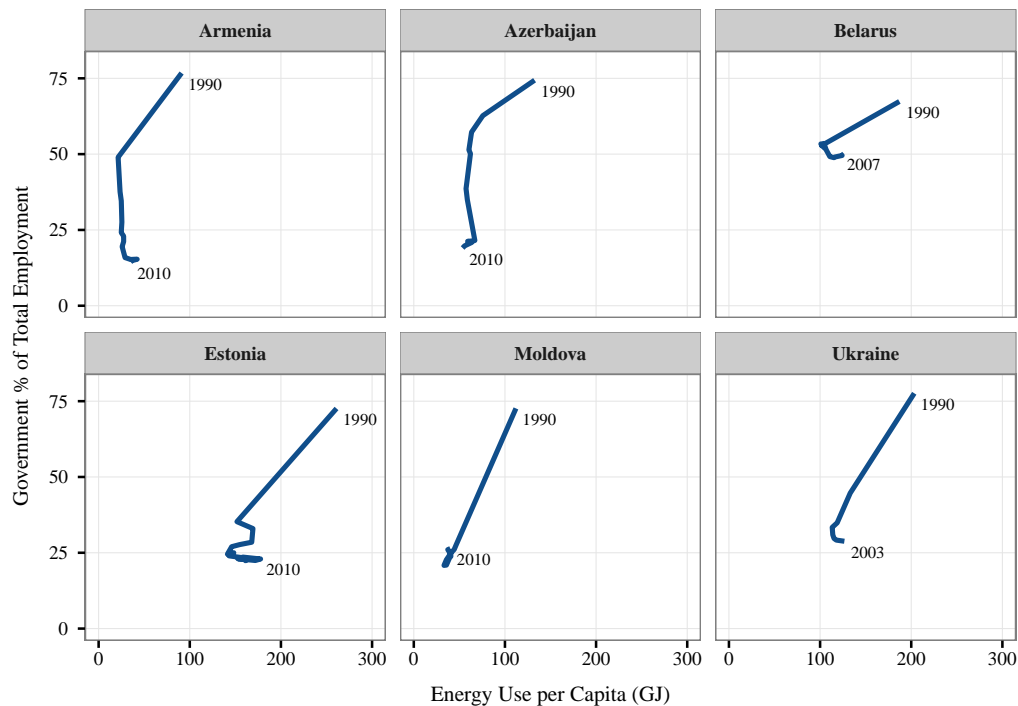 Armenia
Azerbaijan
Belarus
75
50
25
0
1990
2010
1990
2010
1990
2007
Government % of Total Employment
Estonia
Moldova
Ukraine
75
50
25
0
1990
2010
1990
2010
1990
2003
0 100 200 300
0 100 200 300
0 100 200 300
Energy Use per Capita (GJ)